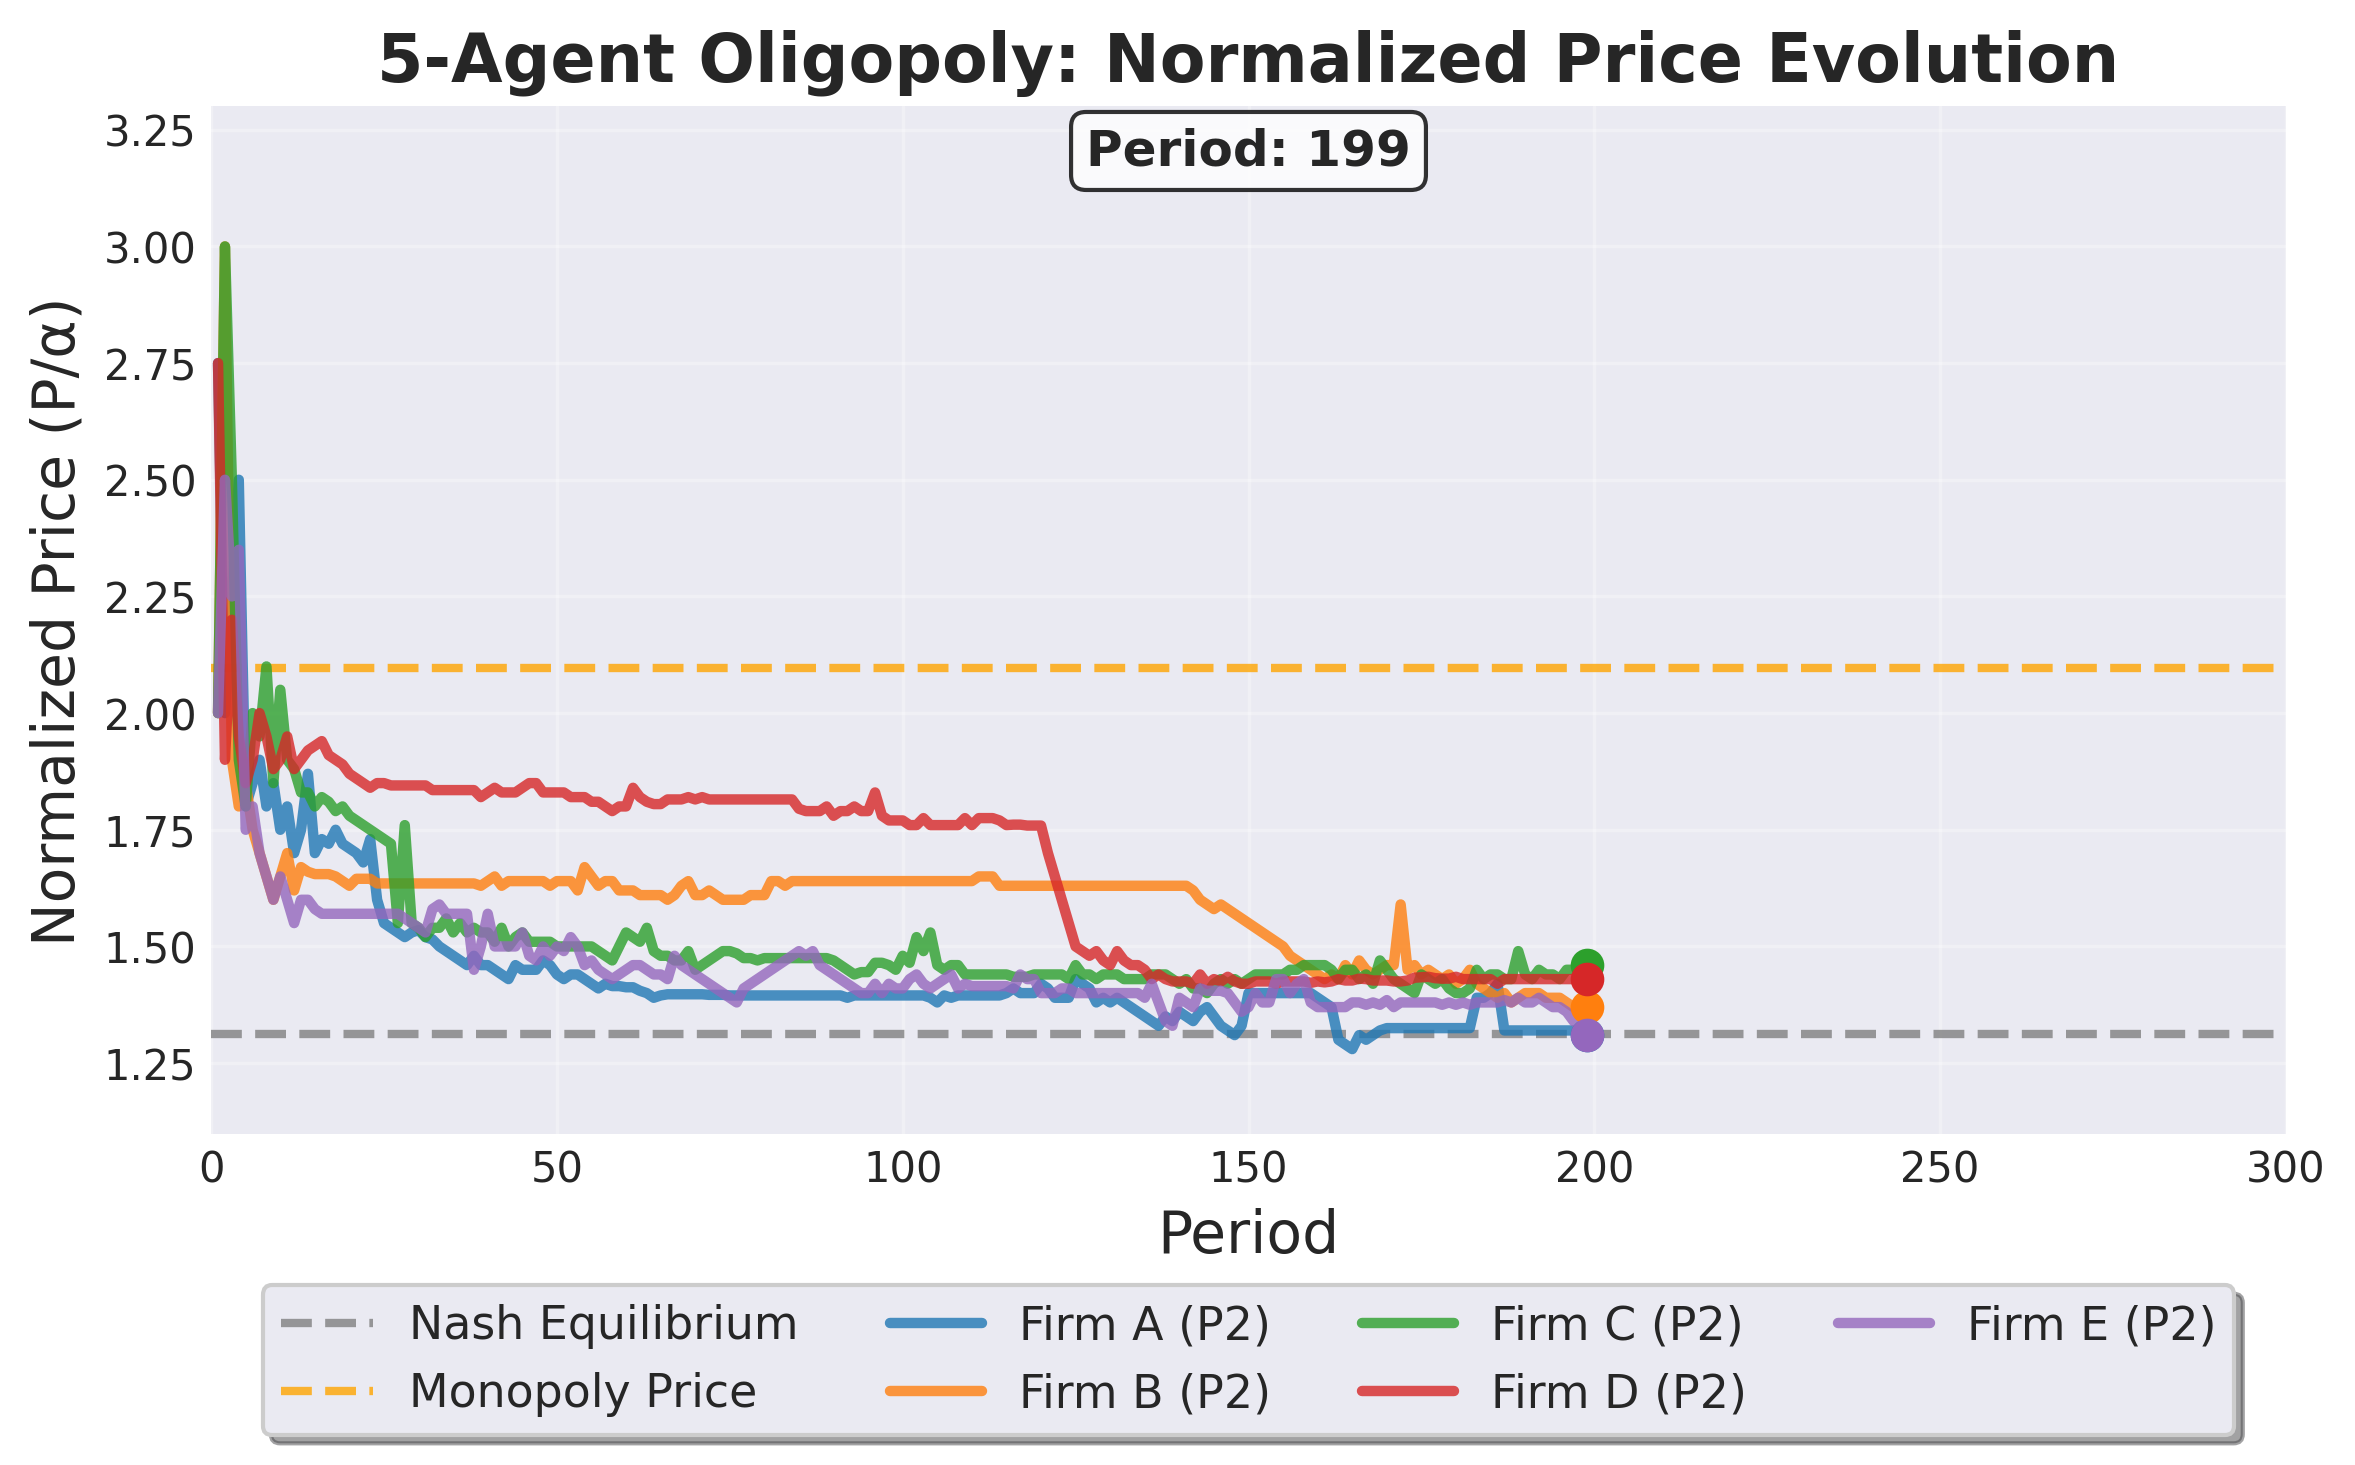 5-Agent Oligopoly: Normalized Price Evolution
Period: 199
Normalized Price (P/α)
3.25
3.00
2.75
2.50
2.25
2.00
1.75
1.50
1.25
0 50 100 150 200 250 300
Period
Nash Equilibrium Firm A (P2) Firm C (P2) Firm E (P2)
Monopoly Price Firm B (P2) Firm D (P2)